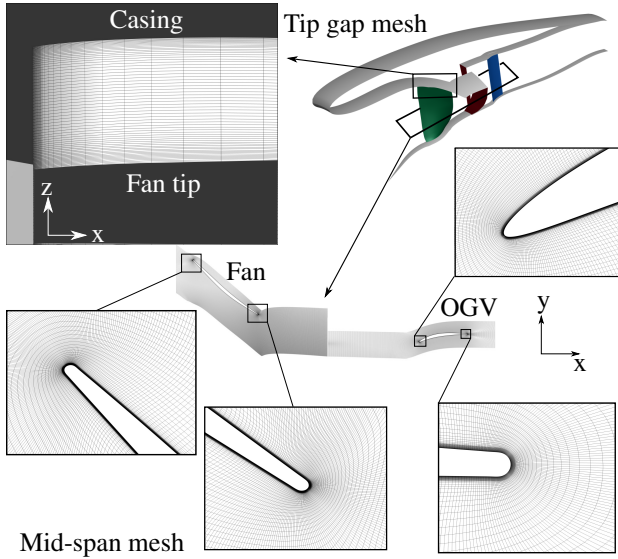 Casing
Tip gap mesh
Fan tip
z
x
Fan
OGV
y
x
Mid-span mesh